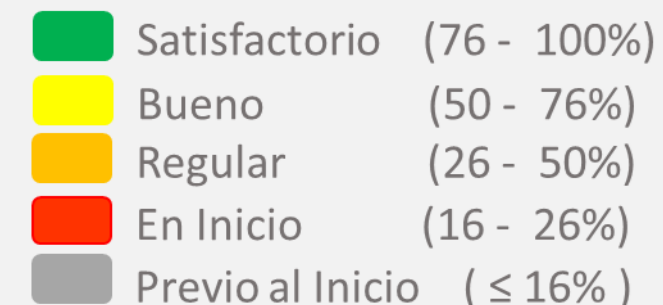 Satisfactorio (76 - 100%)
Bueno (50 - 76%)
Regular (26 - 50%)
En Inicio (16 - 26%)
Previo al Inicio ( ≤ 16% )